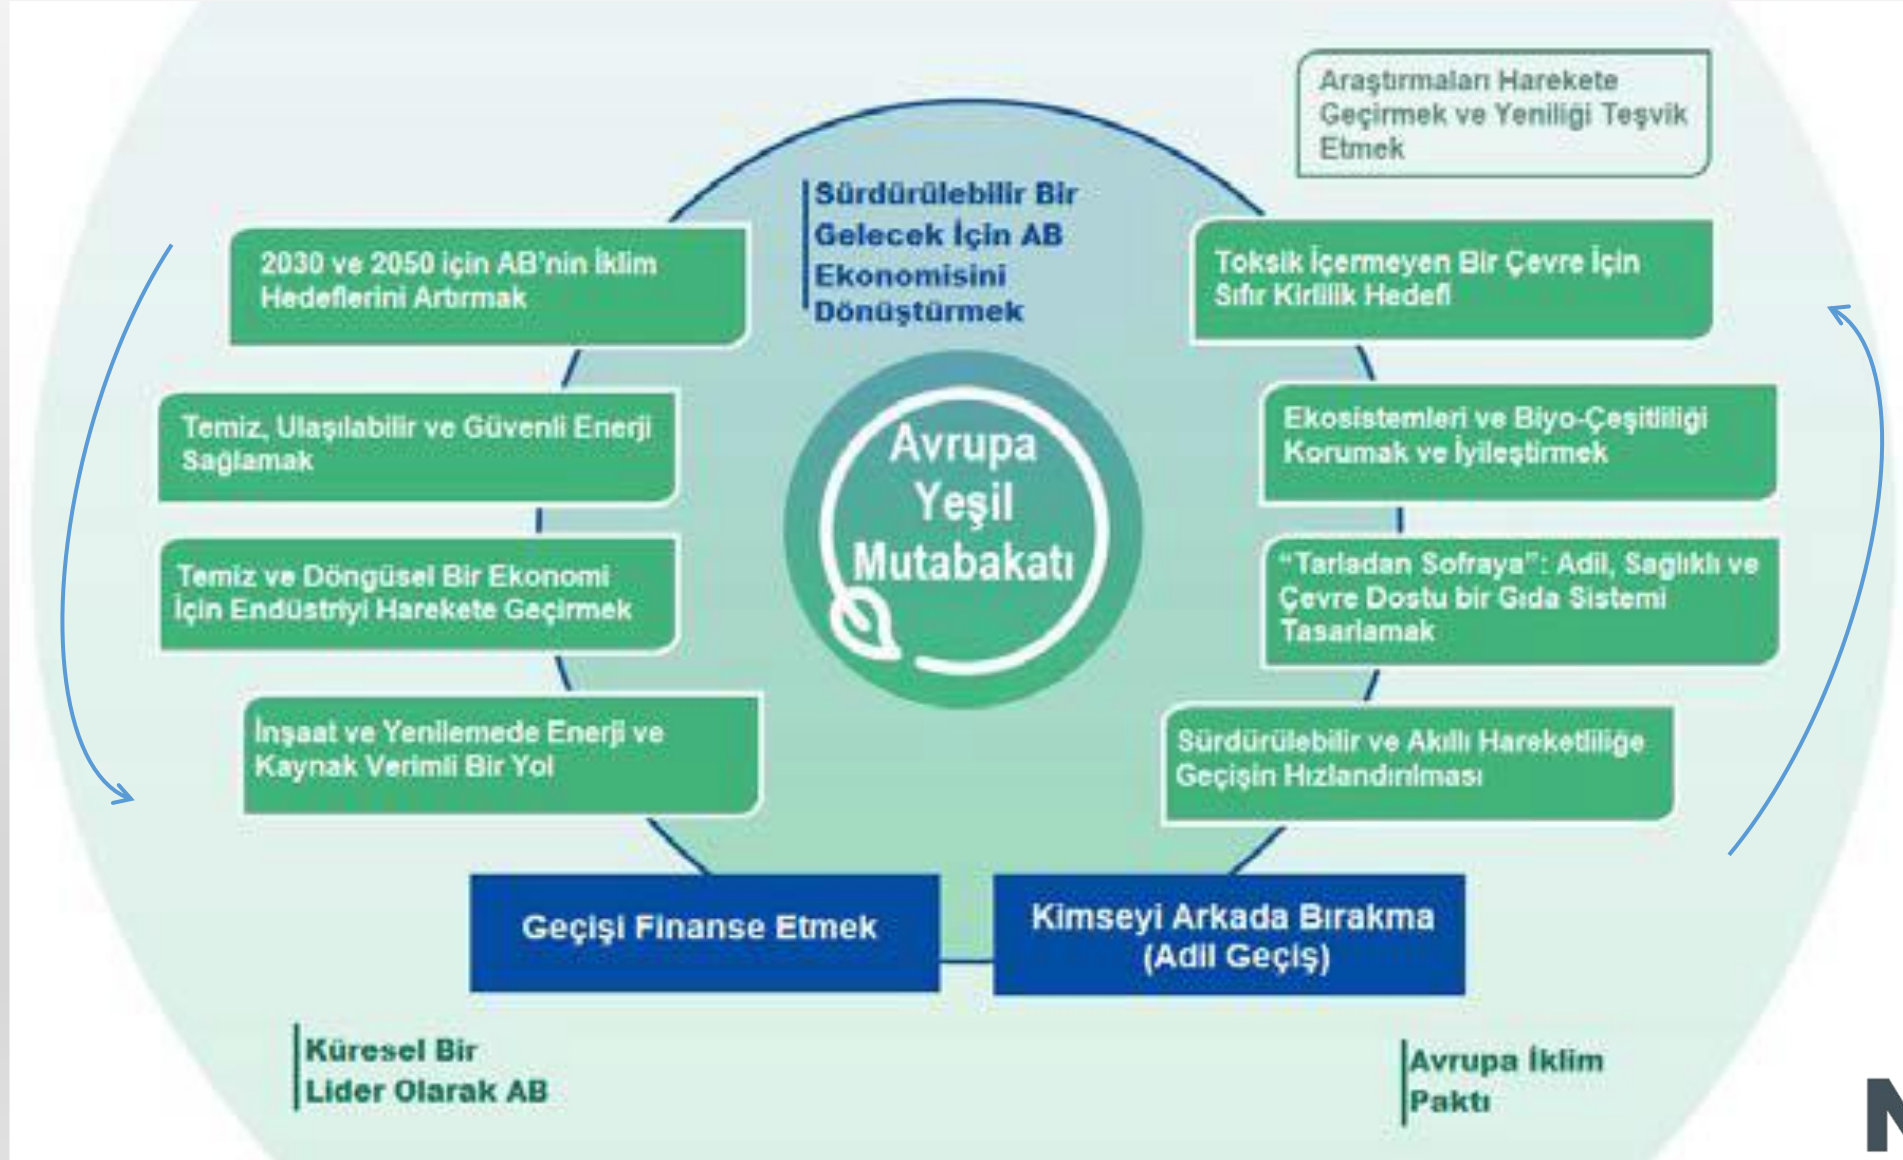 Araştırmaları Harekete
Geçirmek ve Yeniliği Teşvik
Etmek
Sürdürülebilir Bir
Gelecek İçin AB
Ekonomisini
Dönüştürmek
2030 ve 2050 için AB'nin İklim
Hedeflerini Artırmak
Temiz, Ulaşılabilir ve Güvenli Enerji
Sağlamak
Temiz ve Döngüsel Bir Ekonomi
İçin Endüstriyi Harekete Geçirmek
İnşaat ve Yenilemede Enerji ve
Kaynak Verimli Bir Yol
Avrupa
Yeşil
Mutabakatı
Toksik İçermeyen Bir Çevre İçin
Sıfır Kirlilik Hedefi
Ekosistemleri ve Biyo-Çeşitliliği
Korumak ve İyileştirmek
“Tarladan Sofraya”: Adil, Sağlıklı ve
Çevre Dostu bir Gıda Sistemi
Tasarlamak
Sürdürülebilir ve Akıllı Hareketliliğe
Geçişin Hızlandırılması
Geçişi Finanse Etmek
Kimseyi Arkada Bırakma
(Adil Geçiş)
Küresel Bir
Lider Olarak AB
Avrupa İklim
Paktı